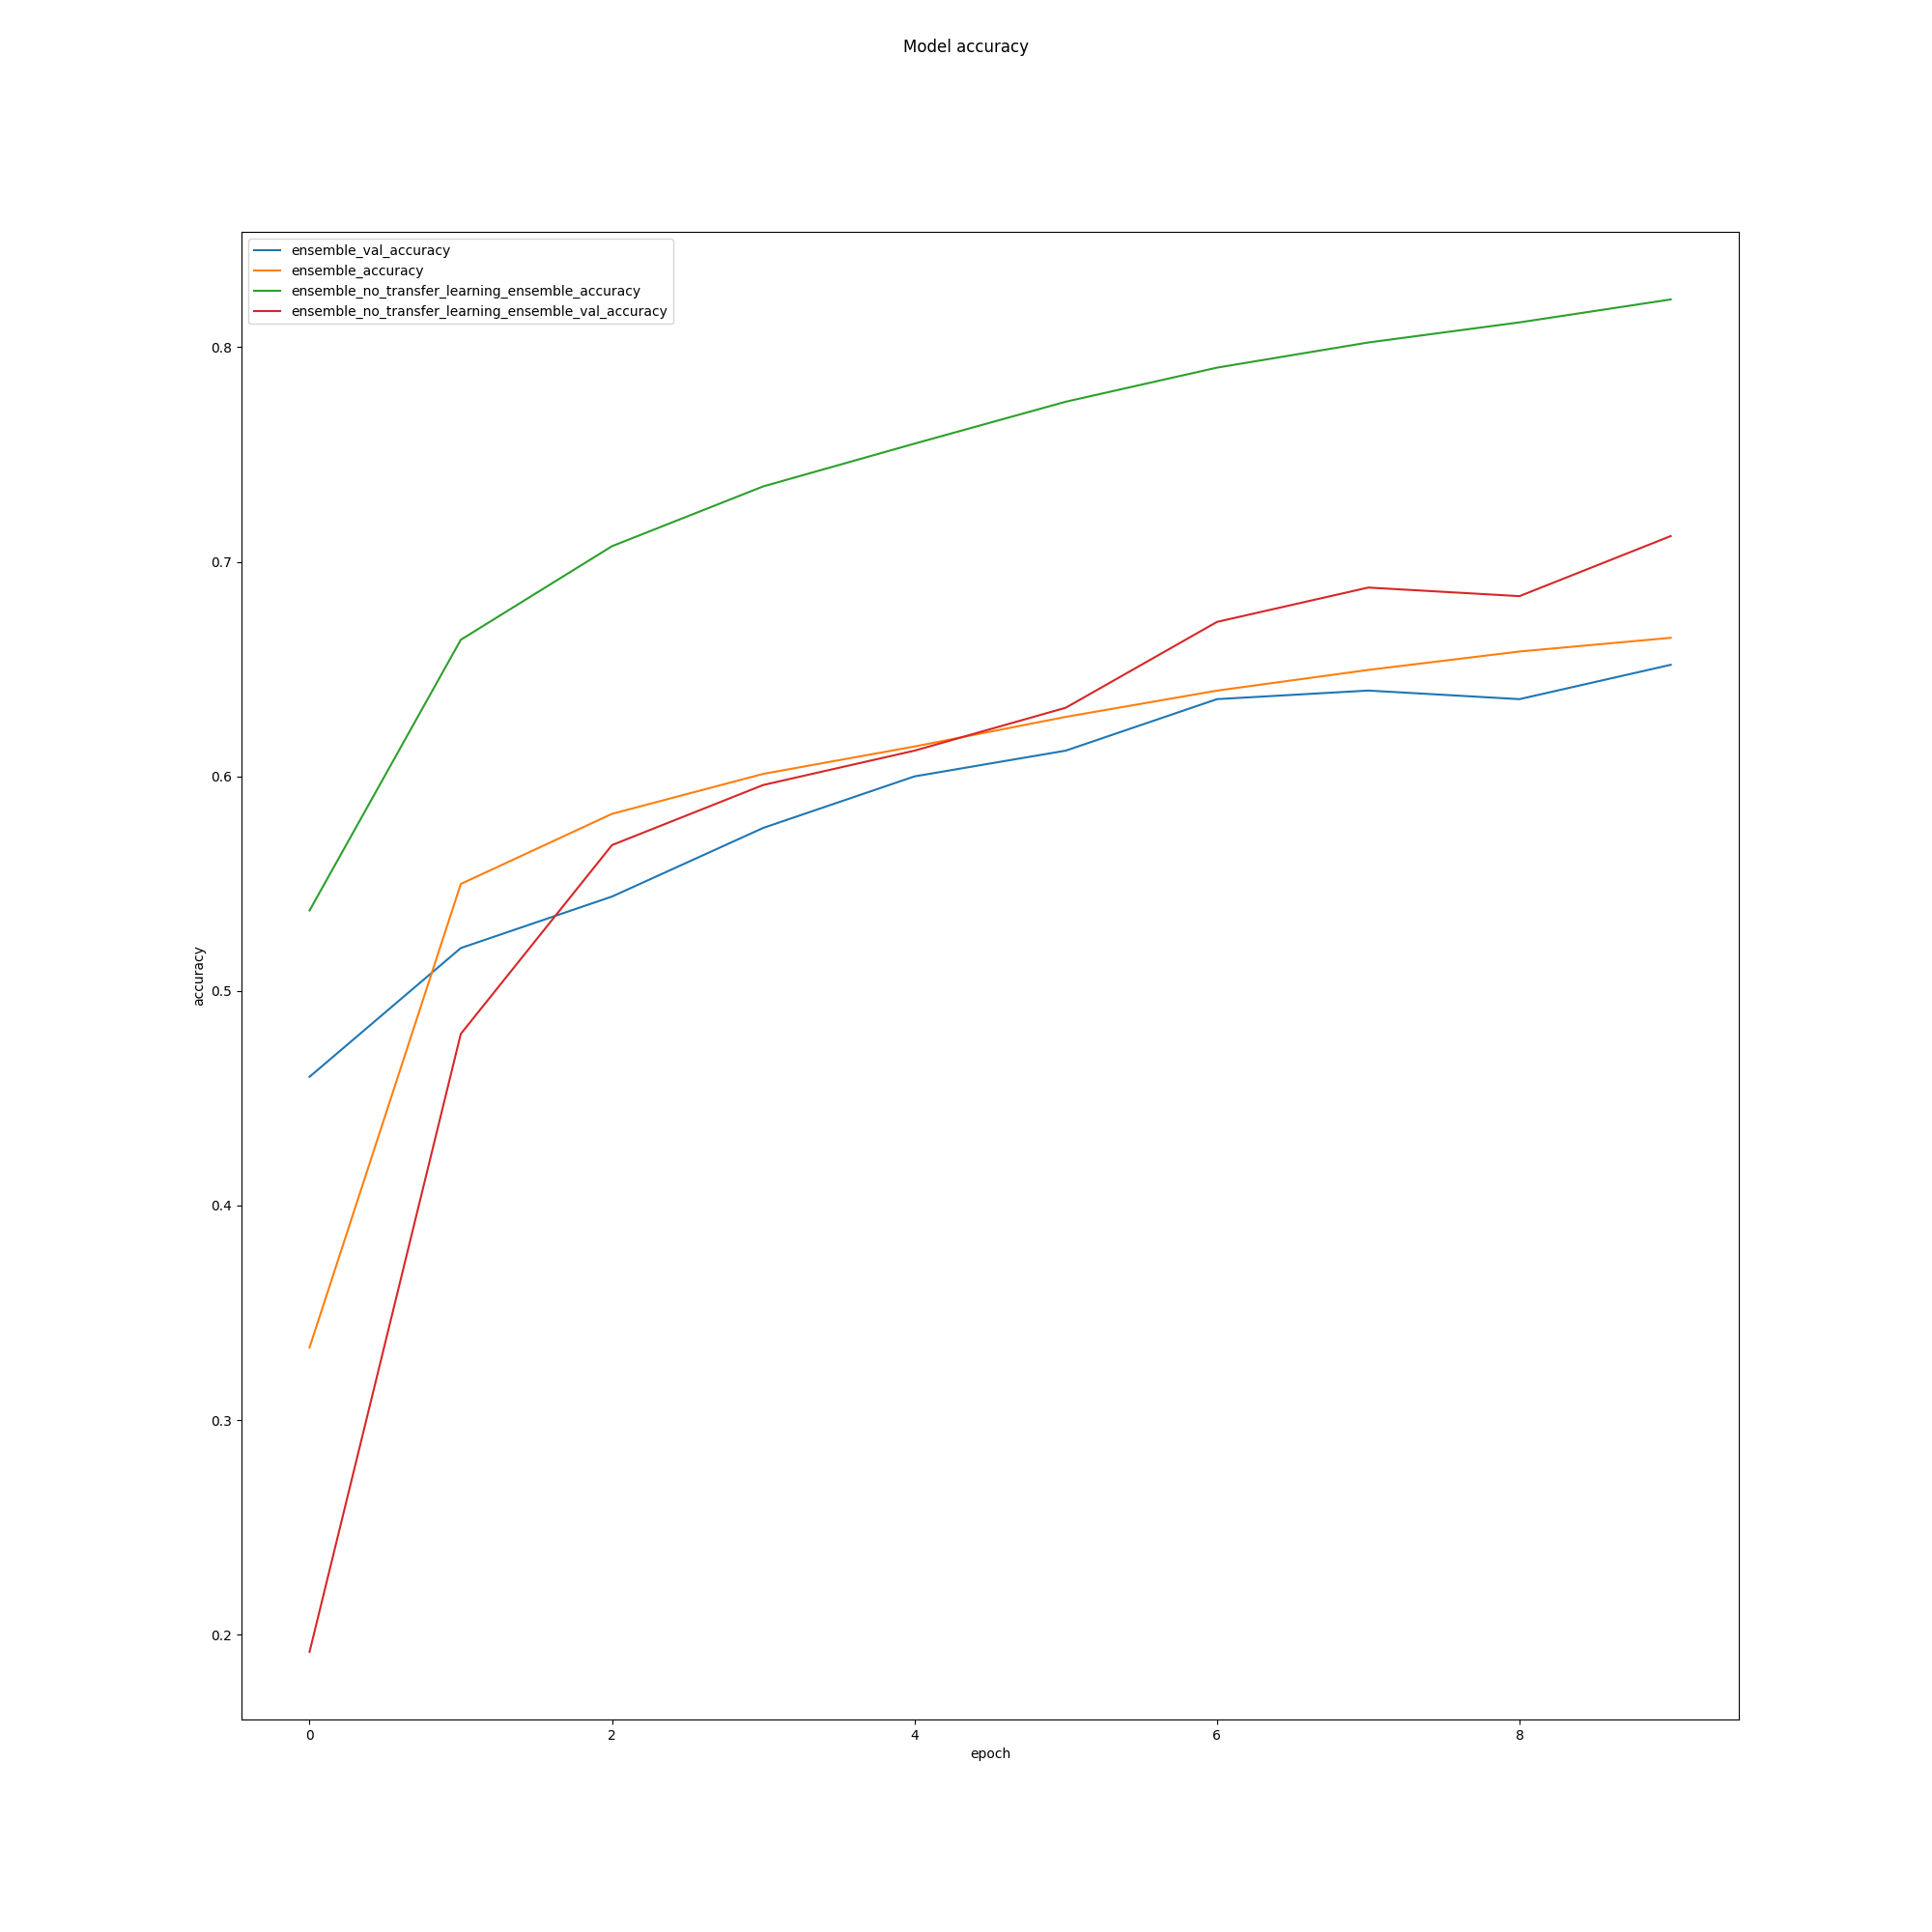 Model accuracy
ensemble_val_accuracy
ensemble_accuracy
ensemble_no_transfer_learning_ensemble_accuracy
ensemble_no_transfer_learning_ensemble_val_accuracy
0.8
0.7
0.6
0.5
0.4
0.3
0.2
accuracy
0 2 4 6 8
epoch